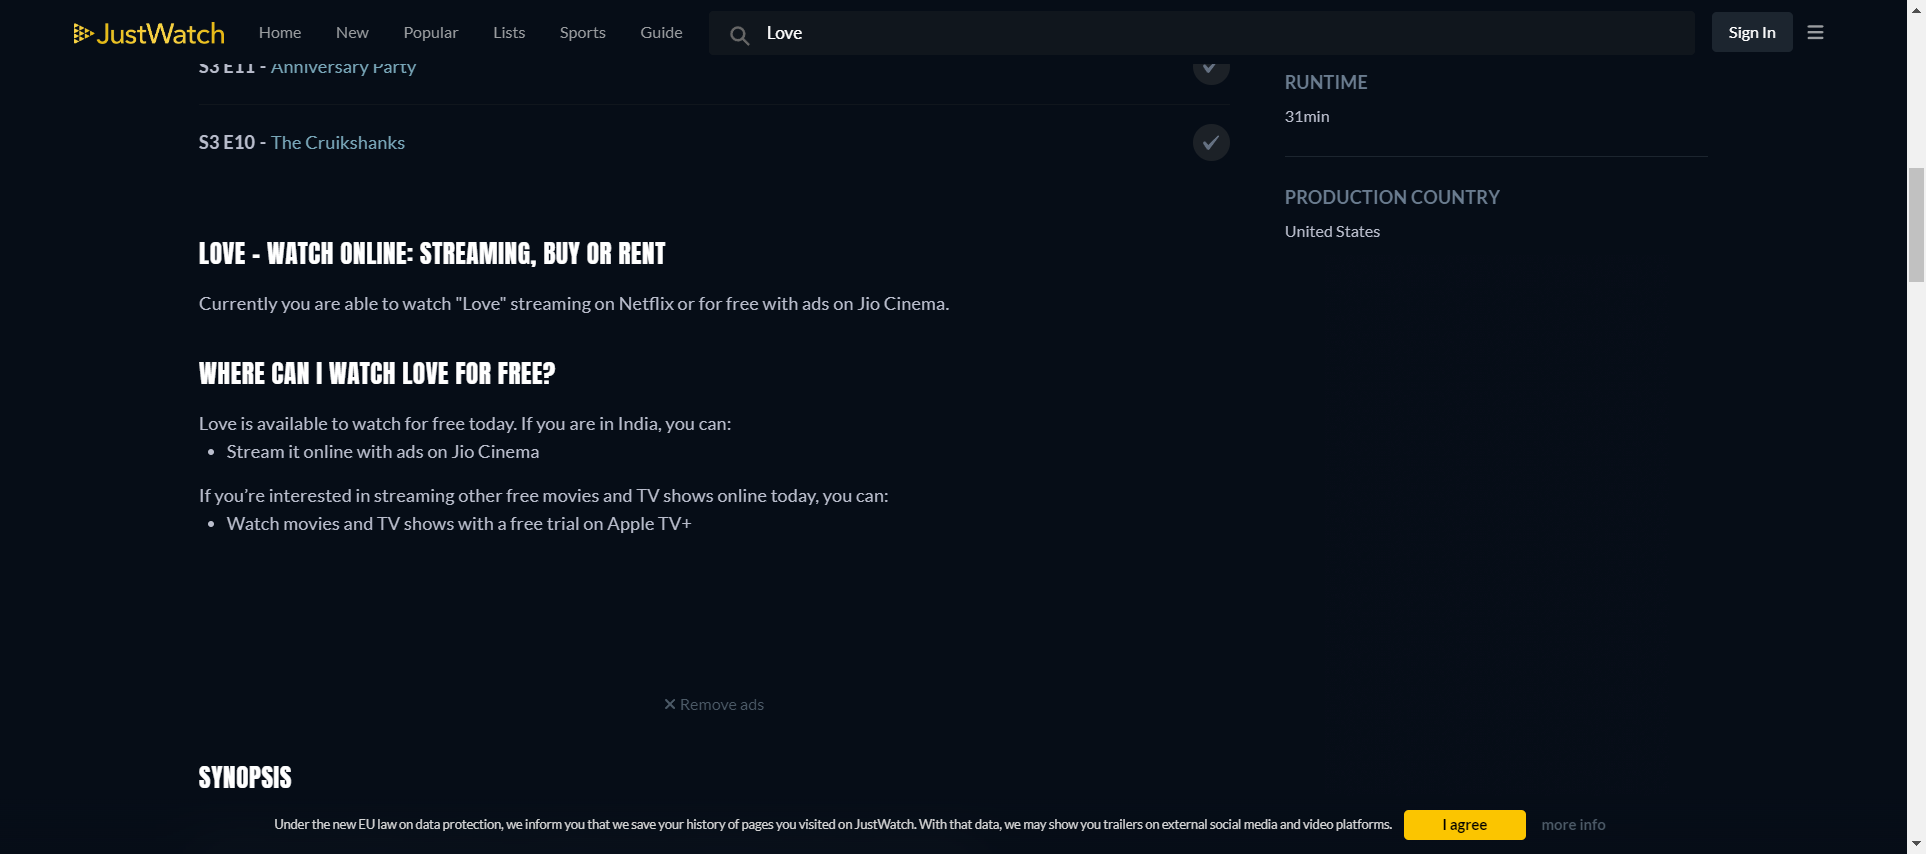 JustWatch Home New Popular Lists Sports Guide Love Sign In
S3 E11 - Anniversary Party
S3 E10 - The Cruikshanks
LOVE - WATCH ONLINE: STREAMING, BUY OR RENT
Currently you are able to watch "Love" streaming on Netflix or for free with ads on Jio Cinema.
WHERE CAN I WATCH LOVE FOR FREE?
Love is available to watch for free today. If you are in India, you can:
• Stream it online with ads on Jio Cinema
If you’re interested in streaming other free movies and TV shows online today, you can:
• Watch movies and TV shows with a free trial on Apple TV+
× Remove ads
SYNOPSIS
RUNTIME
31min
PRODUCTION COUNTRY
United States
Under the new EU law on data protection, we inform you that we save your history of pages you visited on JustWatch. With that data, we may show you trailers on external social media and video platforms. I agree more info